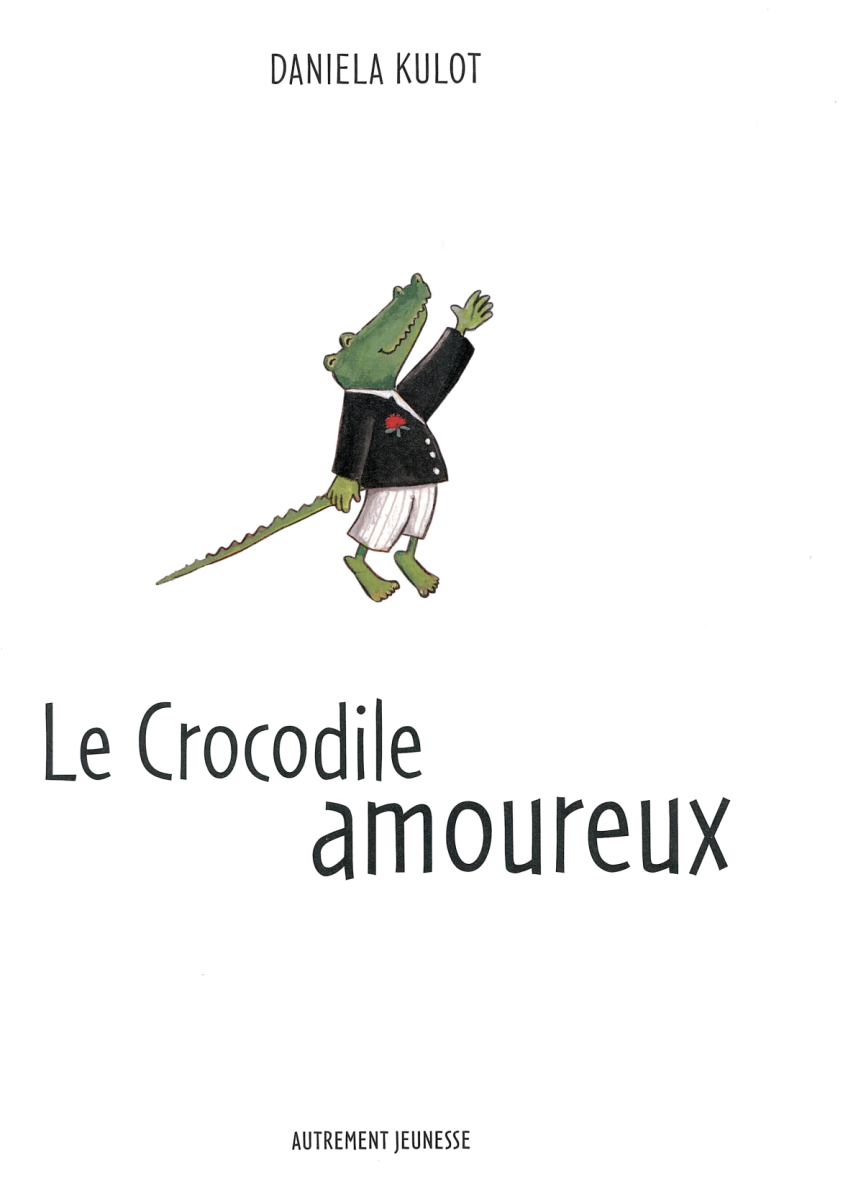 DANIELA KULOT
Le Crocodile
amoureux
AUTREMENT JEUNESSE